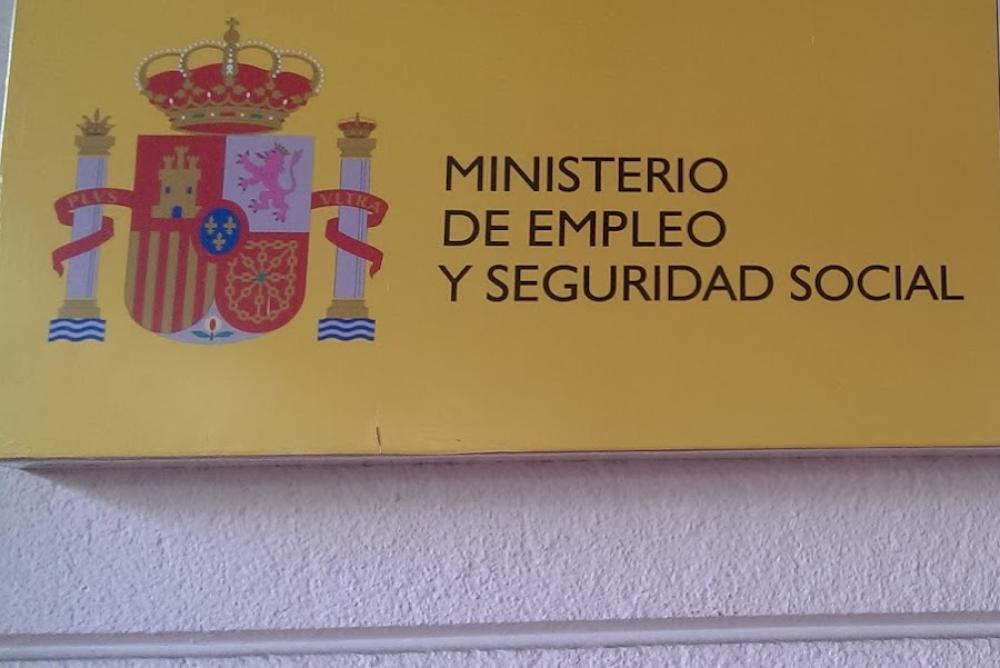 PLVS VLTRA
MINISTERIO
DE EMPLEO
Y SEGURIDAD SOCIAL